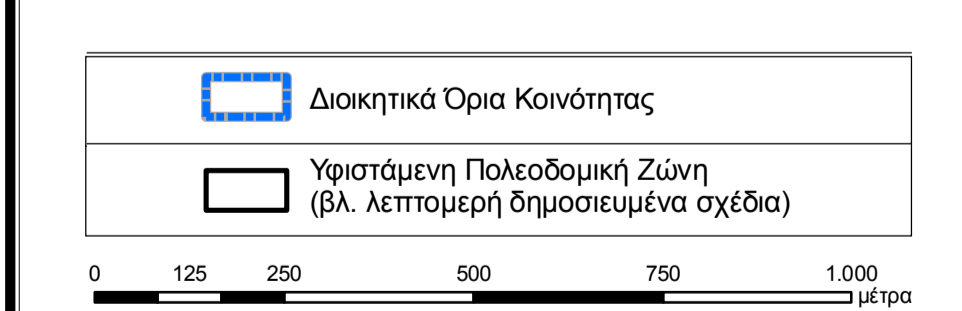 Διοικητικά Όρια Κοινότητας
Υφιστάμενη Πολεοδομική Ζώνη
(βλ. λεπτομερή δημοσιευμένα σχέδια)
0 125 250 500 750 1.000
μέτρα